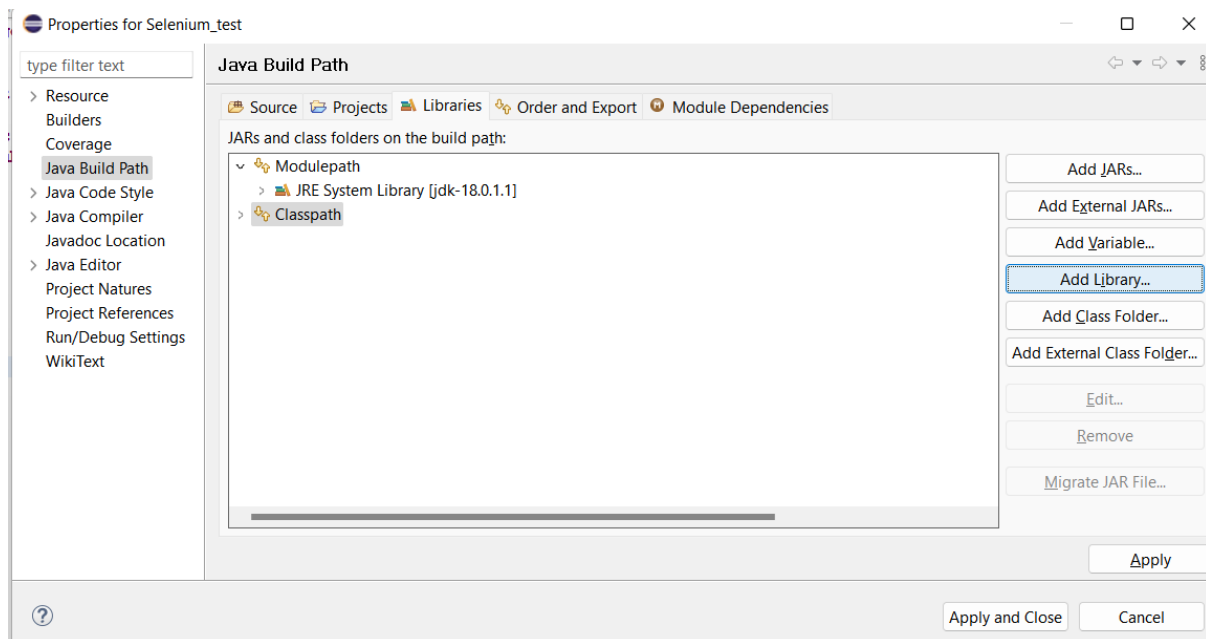 Properties for Selenium_test
type filter text
Java Build Path
Resource
Builders
Coverage
Java Build Path
Java Code Style
Java Compiler
Javadoc Location
Java Editor
Project Natures
Project References
Run/Debug Settings
WikiText
Source Projects Libraries Order and Export Module Dependencies
JARs and class folders on the build path:
Modulepath
JRE System Library [jdk-18.0.1.1]
Classpath
Add JARs...
Add External JARs...
Add Variable...
Add Library...
Add Class Folder...
Add External Class Folder...
Edit...
Remove
Migrate JAR File...
Apply
Apply and Close Cancel